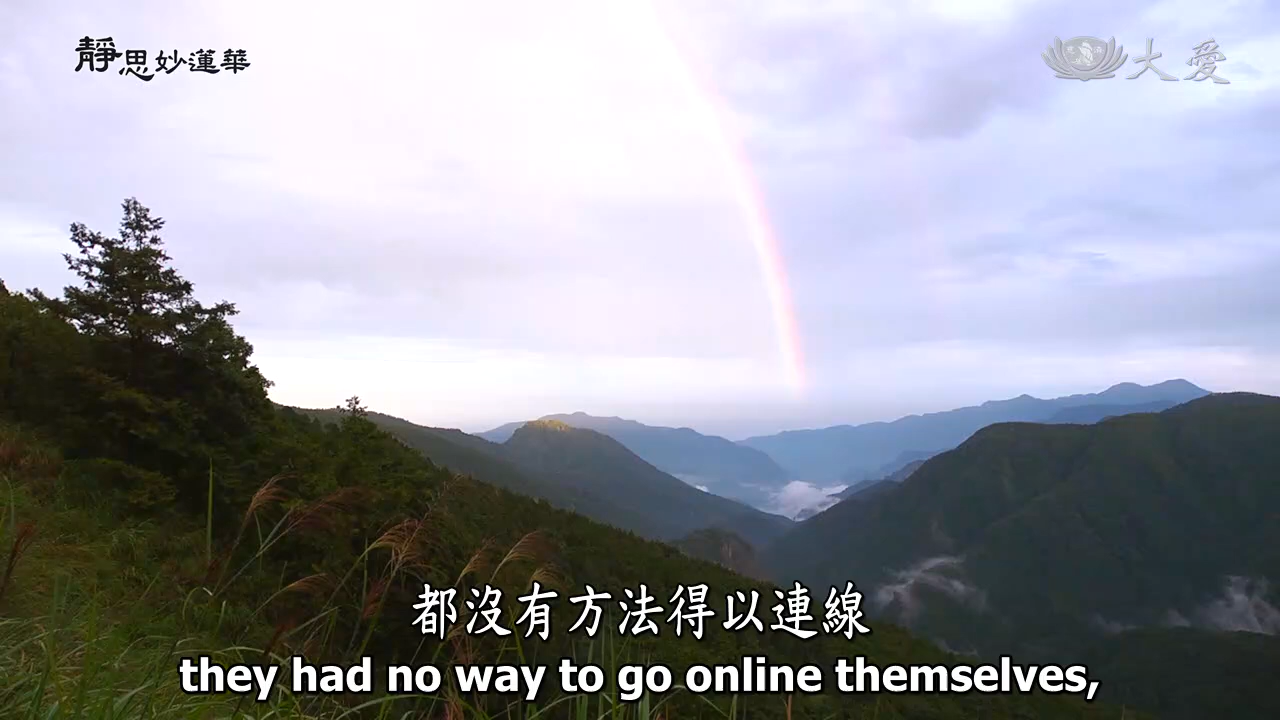 靜思妙蓮華
大愛
都沒有方法得以連線
they had no way to go online themselves,